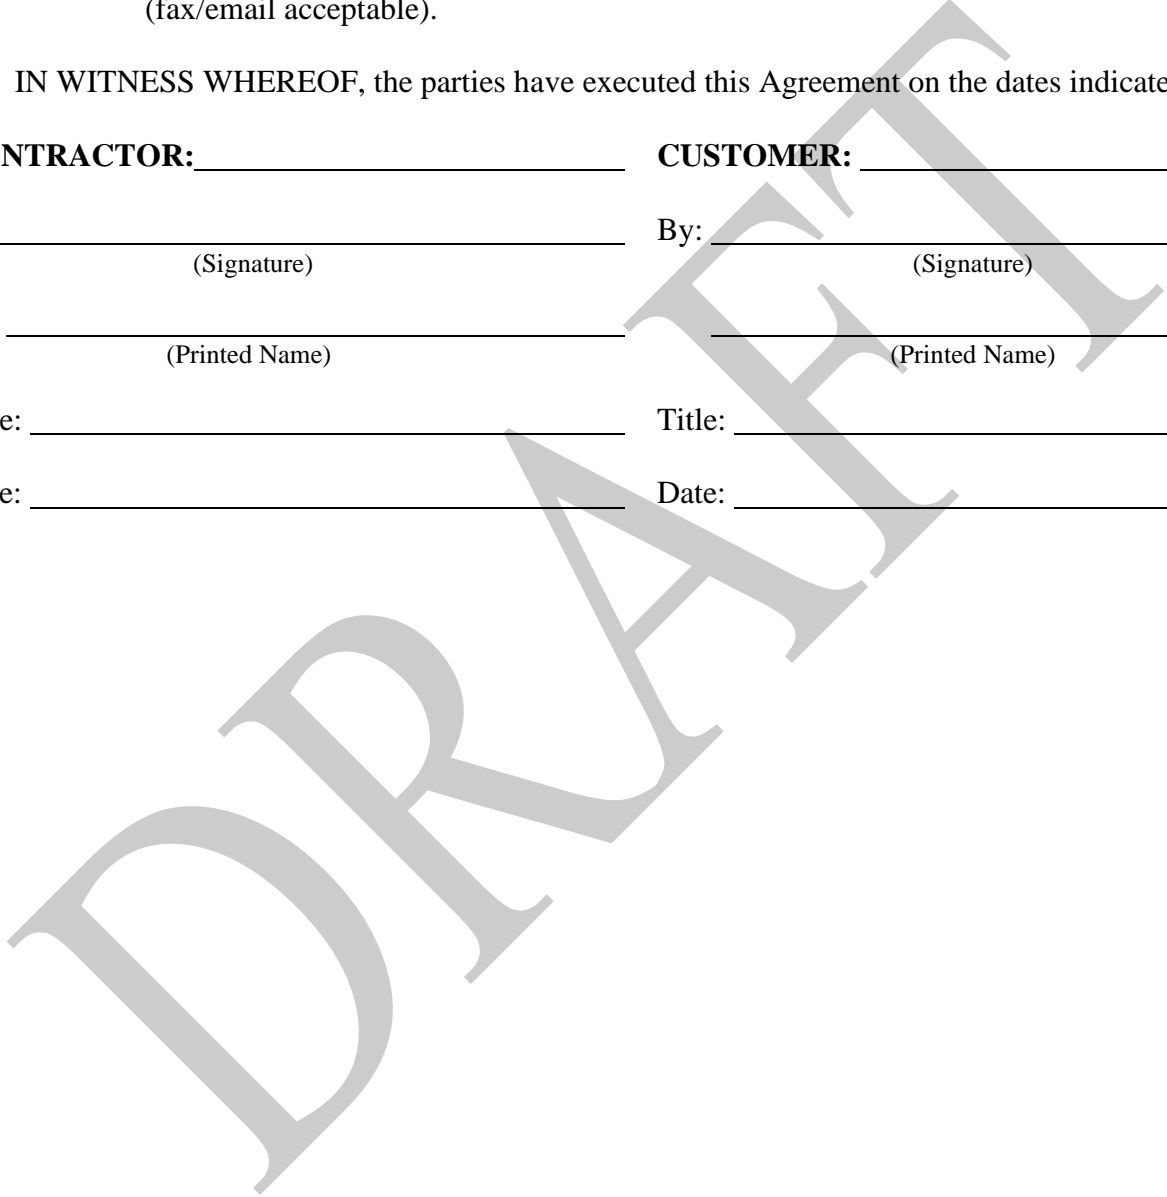 (fax/email acceptable).
IN WITNESS WHEREOF, the parties have executed this Agreement on the dates indicate
NTRACTOR: CUSTOMER:
By:
(Signature) (Signature)
(Printed Name) (Printed Name)
e: Title:
e: Date:
DRAFT